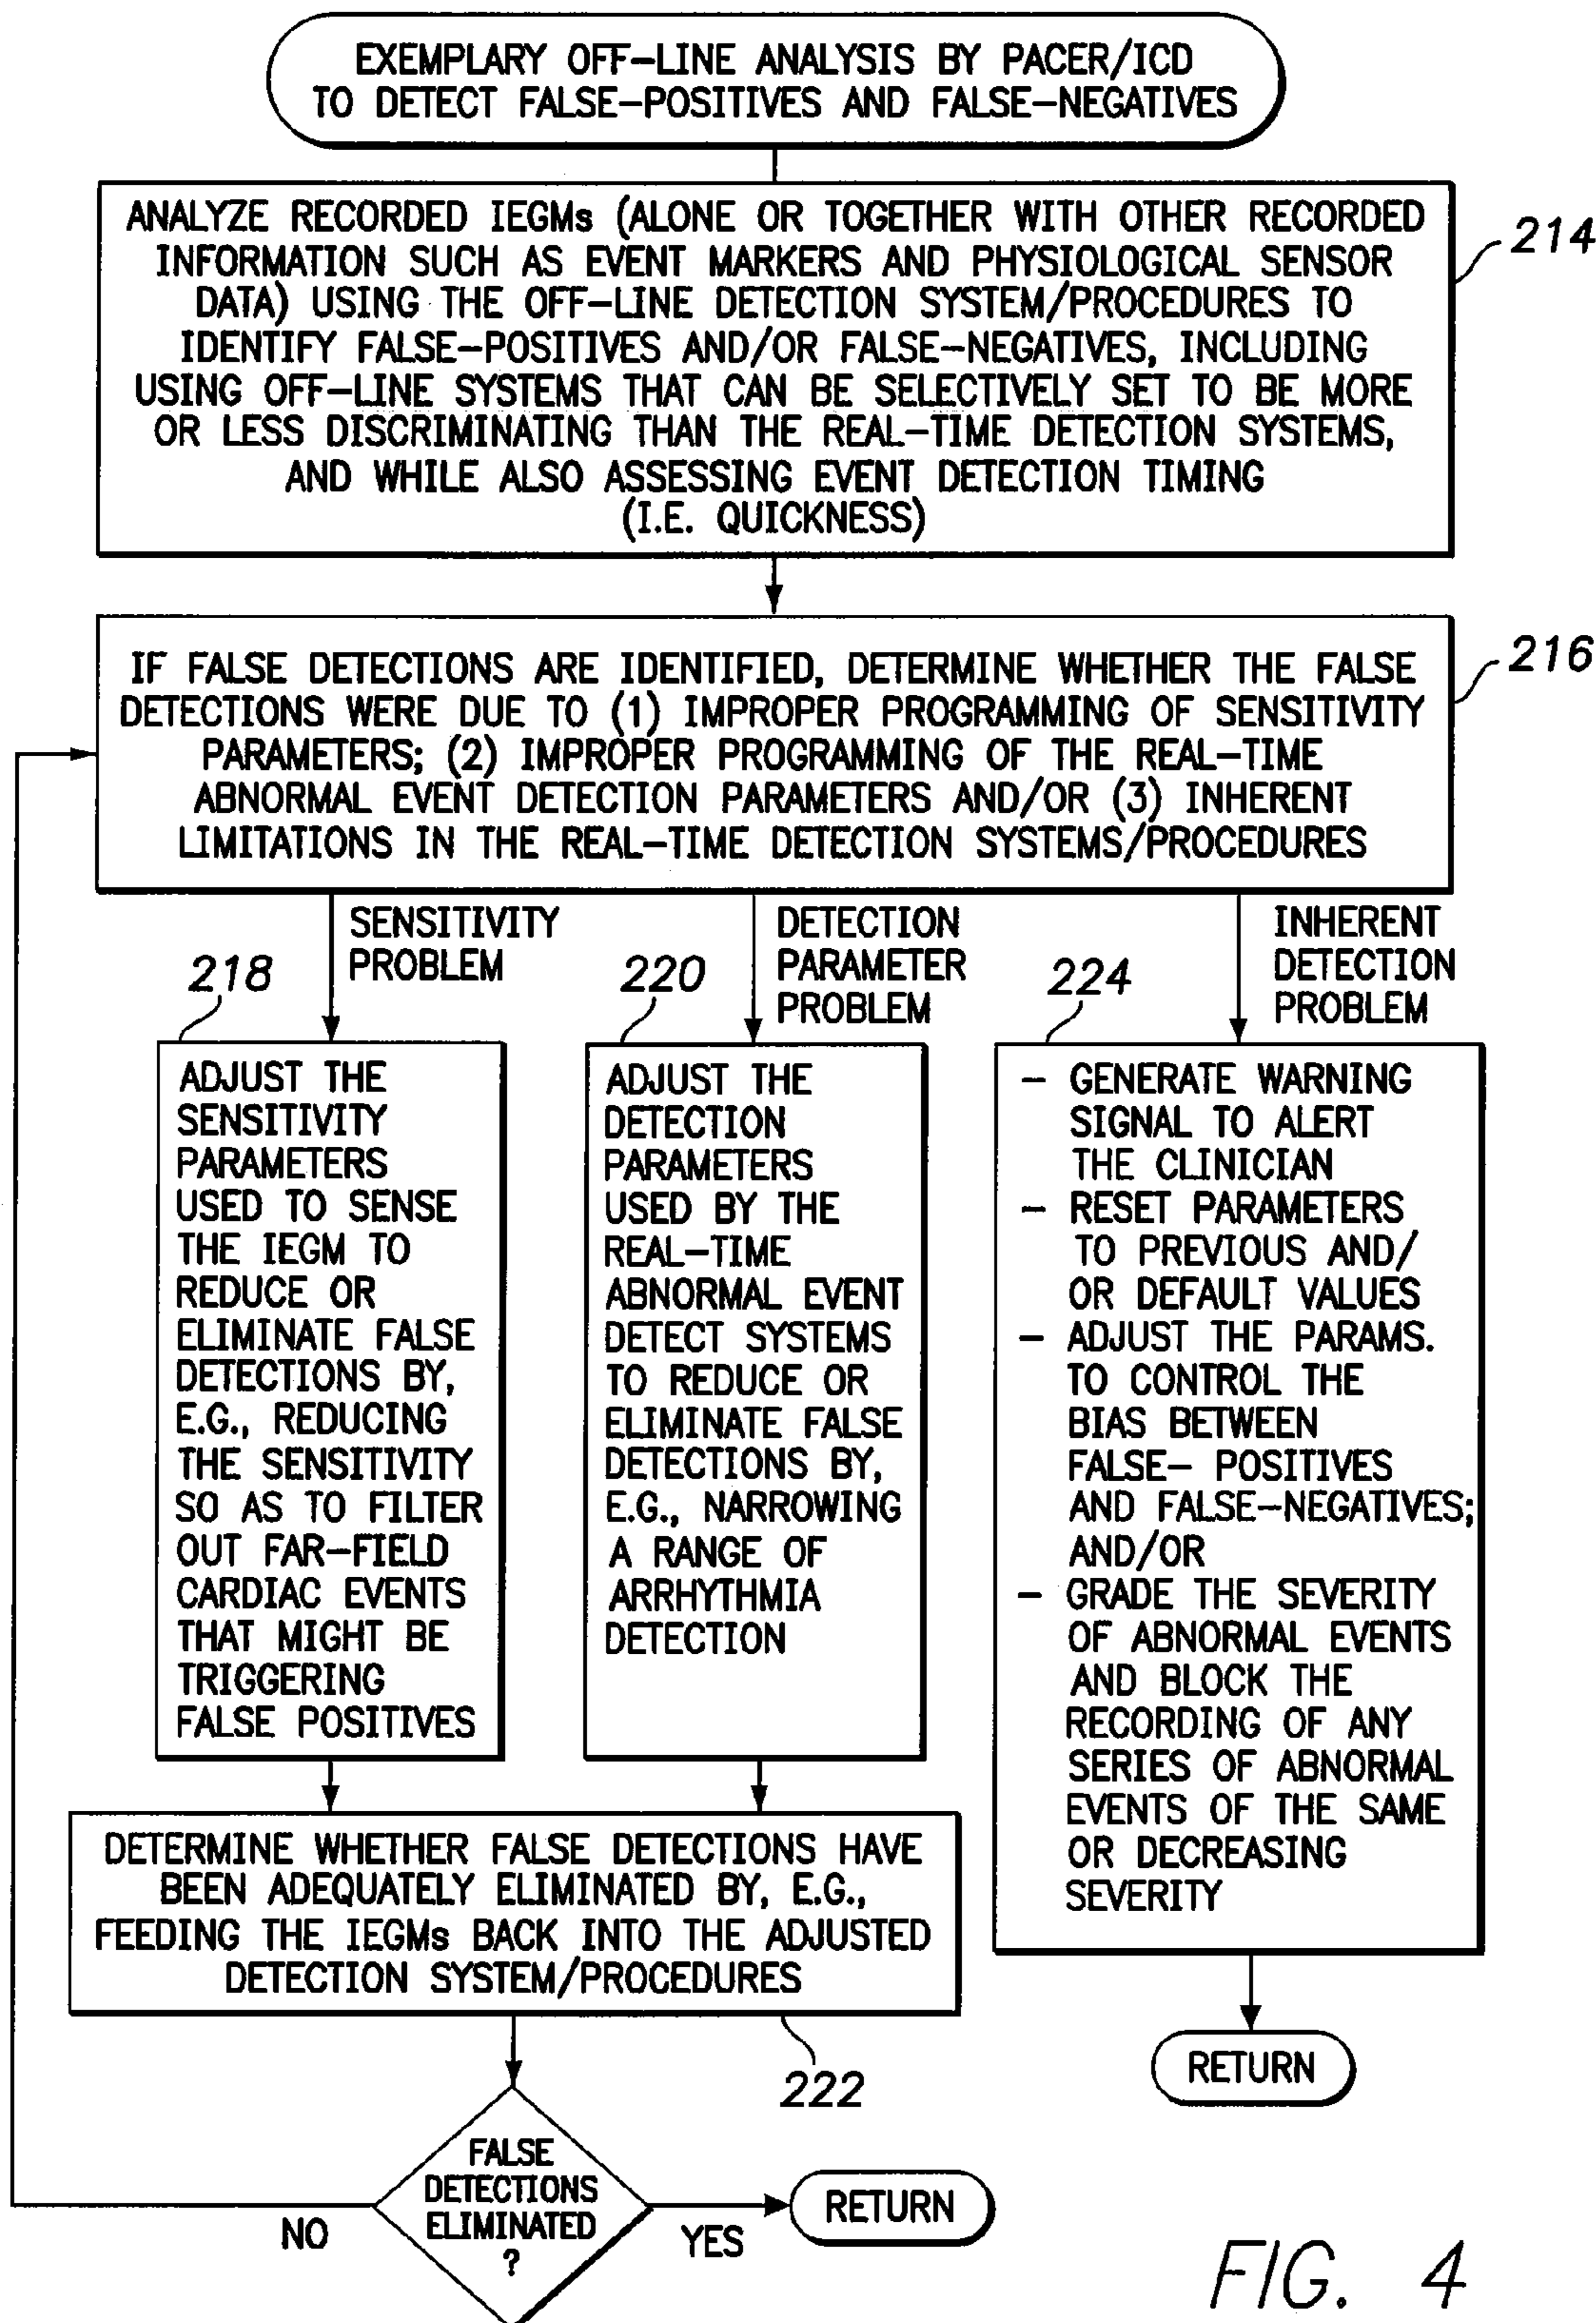 EXEMPLARY OFF-LINE ANALYSIS BY PACER/ICD
TO DETECT FALSE-POSITIVES AND FALSE-NEGATIVES
ANALYZE RECORDED IEGMs (ALONE OR TOGETHER WITH OTHER RECORDED
INFORMATION SUCH AS EVENT MARKERS AND PHYSIOLOGICAL SENSOR
DATA) USING THE OFF-LINE DETECTION SYSTEM/PROCEDURES TO
IDENTIFY FALSE-POSITIVES AND/OR FALSE-NEGATIVES, INCLUDING
USING OFF-LINE SYSTEMS THAT CAN BE SELECTIVELY SET TO BE MORE
OR LESS DISCRIMINATING THAN THE REAL-TIME DETECTION SYSTEMS,
AND WHILE ALSO ASSESSING EVENT DETECTION TIMING
(I.E. QUICKNESS)
214
IF FALSE DETECTIONS ARE IDENTIFIED, DETERMINE WHETHER THE FALSE
DETECTIONS WERE DUE TO (1) IMPROPER PROGRAMMING OF SENSITIVITY
PARAMETERS; (2) IMPROPER PROGRAMMING OF THE REAL-TIME
ABNORMAL EVENT DETECTION PARAMETERS AND/OR (3) INHERENT
LIMITATIONS IN THE REAL-TIME DETECTION SYSTEMS/PROCEDURES
216
SENSITIVITY
PROBLEM
218
ADJUST THE
SENSITIVITY
PARAMETERS
USED TO SENSE
THE IEGM TO
REDUCE OR
ELIMINATE FALSE
DETECTIONS BY,
E.G., REDUCING
THE SENSITIVITY
SO AS TO FILTER
OUT FAR-FIELD
CARDIAC EVENTS
THAT MIGHT BE
TRIGGERING
FALSE POSITIVES
DETECTION
PARAMETER
PROBLEM
220
ADJUST THE
DETECTION
PARAMETERS
USED BY THE
REAL-TIME
ABNORMAL EVENT
DETECT SYSTEMS
TO REDUCE OR
ELIMINATE FALSE
DETECTIONS BY,
E.G., NARROWING
A RANGE OF
ARRHYTHMIA
DETECTION
INHERENT
DETECTION
PROBLEM
224
- GENERATE WARNING
SIGNAL TO ALERT
THE CLINICIAN
- RESET PARAMETERS
TO PREVIOUS AND/
OR DEFAULT VALUES
- ADJUST THE PARAMS.
TO CONTROL THE
BIAS BETWEEN
FALSE- POSITIVES
AND FALSE-NEGATIVES;
AND/OR
- GRADE THE SEVERITY
OF ABNORMAL EVENTS
AND BLOCK THE
RECORDING OF ANY
SERIES OF ABNORMAL
EVENTS OF THE SAME
OR DECREASING
SEVERITY
DETERMINE WHETHER FALSE DETECTIONS HAVE
BEEN ADEQUATELY ELIMINATED BY, E.G.,
FEEDING THE IEGMs BACK INTO THE ADJUSTED
DETECTION SYSTEM/PROCEDURES
222
RETURN
FALSE
DETECTIONS
ELIMINATED
?
NO
YES
RETURN
FIG. 4